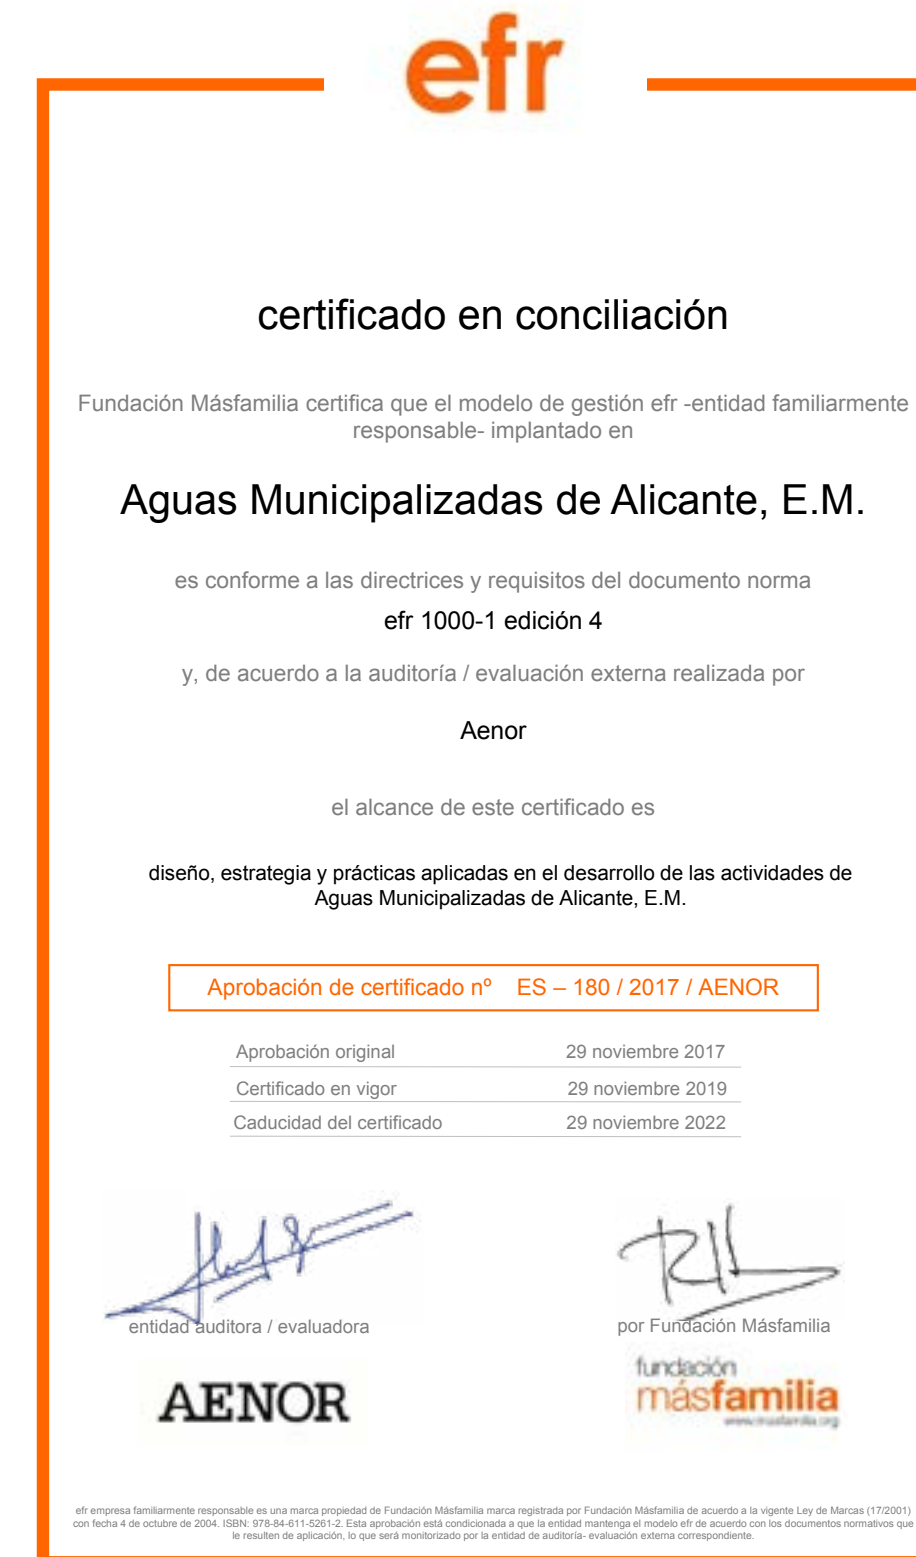 efr
certificado en conciliación
Fundación Másfamilia certifica que el modelo de gestión efr -entidad familiarmente
responsable- implantado en
Aguas Municipalizadas de Alicante, E.M.
es conforme a las directrices y requisitos del documento norma
efr 1000-1 edición 4
y, de acuerdo a la auditoría / evaluación externa realizada por
Aenor
el alcance de este certificado es
diseño, estrategia y prácticas aplicadas en el desarrollo de las actividades de
Aguas Municipalizadas de Alicante, E.M.
Aprobación de certificado nº ES – 180 / 2017 / AENOR
Aprobación original 29 noviembre 2017
Certificado en vigor 29 noviembre 2019
Caducidad del certificado 29 noviembre 2022
entidad auditora / evaluadora
por Fundación Másfamilia
AENOR
fundación
másfamilia
www.masfamilia.org
efr empresa familiarmente responsable es una marca propiedad de Fundación Másfamilia marca registrada por Fundación Másfamilia de acuerdo a la vigente Ley de Marcas (17/2001)
con fecha 4 de octubre de 2004. ISBN: 978-84-611-5261-2. Esta aprobación está condicionada a que la entidad mantenga el modelo efr de acuerdo con los documentos normativos que
le resulten de aplicación, lo que será monitorizado por la entidad de auditoría- evaluación externa correspondiente.